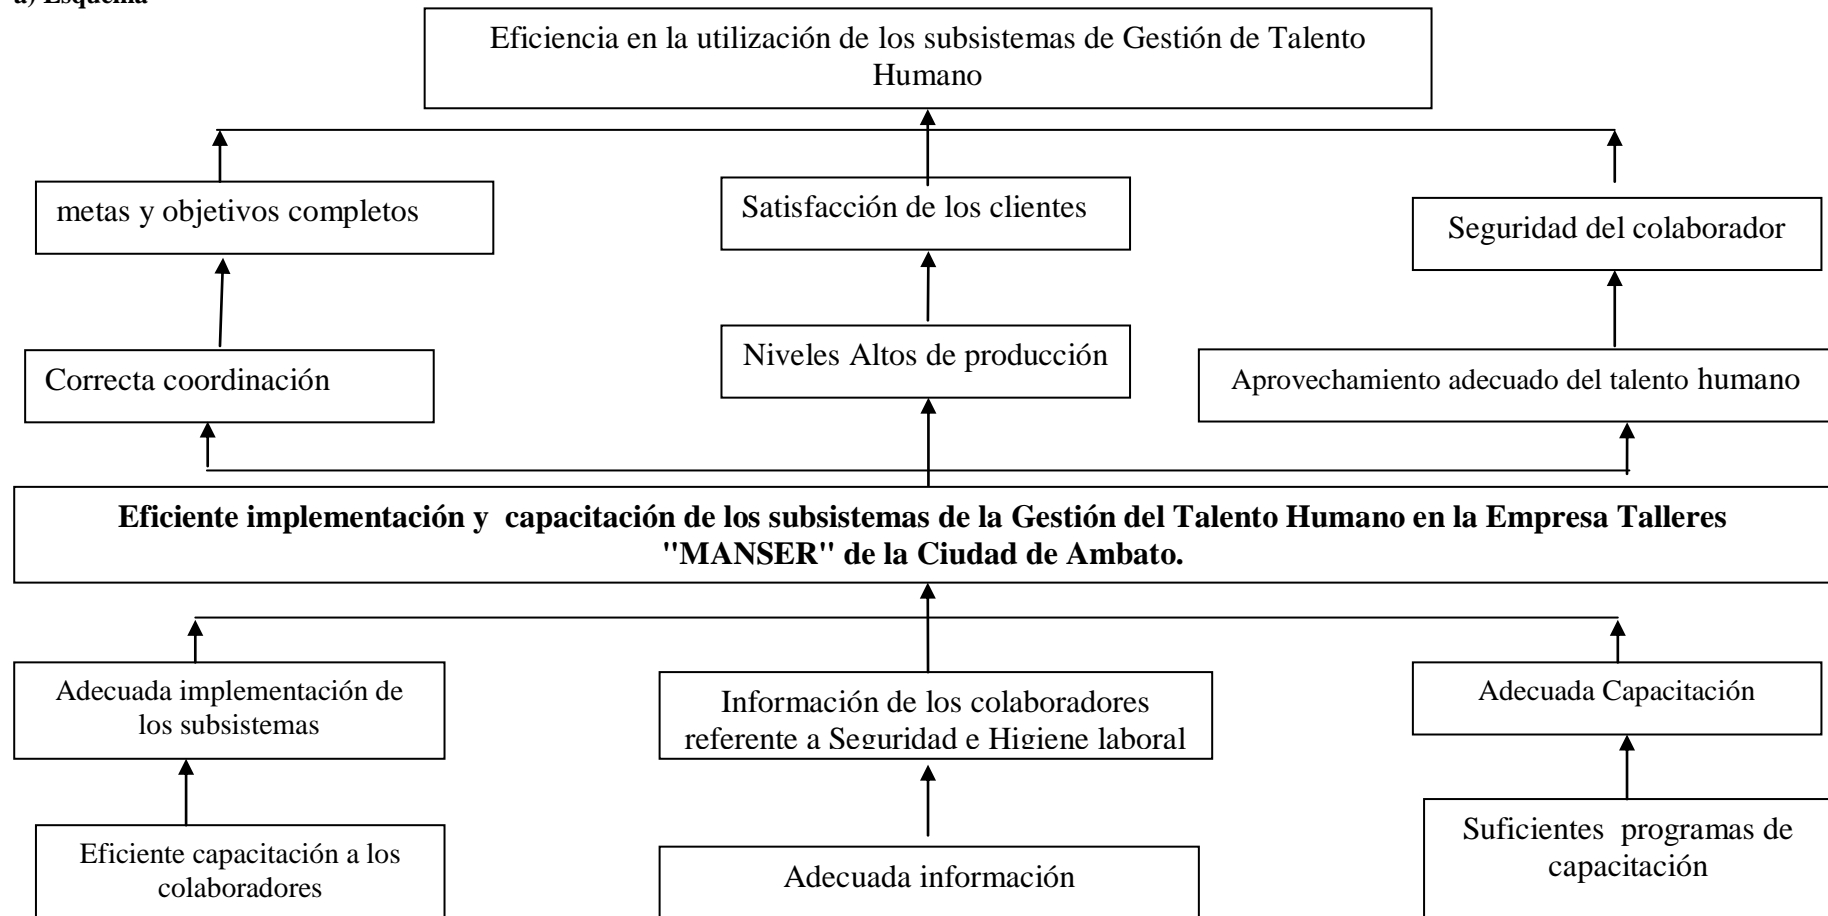 a) Esquema
Eficiencia en la utilización de los subsistemas de Gestión de Talento
Humano
metas y objetivos completos
Satisfacción de los clientes
Seguridad del colaborador
Correcta coordinación
Niveles Altos de producción
Aprovechamiento adecuado del talento humano
Eficiente implementación y  capacitación de los subsistemas de la Gestión del Talento Humano en la Empresa Talleres
"MANSER" de la Ciudad de Ambato.
Adecuada implementación de
los subsistemas
Información de los colaboradores
referente a Seguridad e Higiene laboral
Adecuada Capacitación
Eficiente capacitación a los
colaboradores
Adecuada información
Suficientes  programas de
capacitación